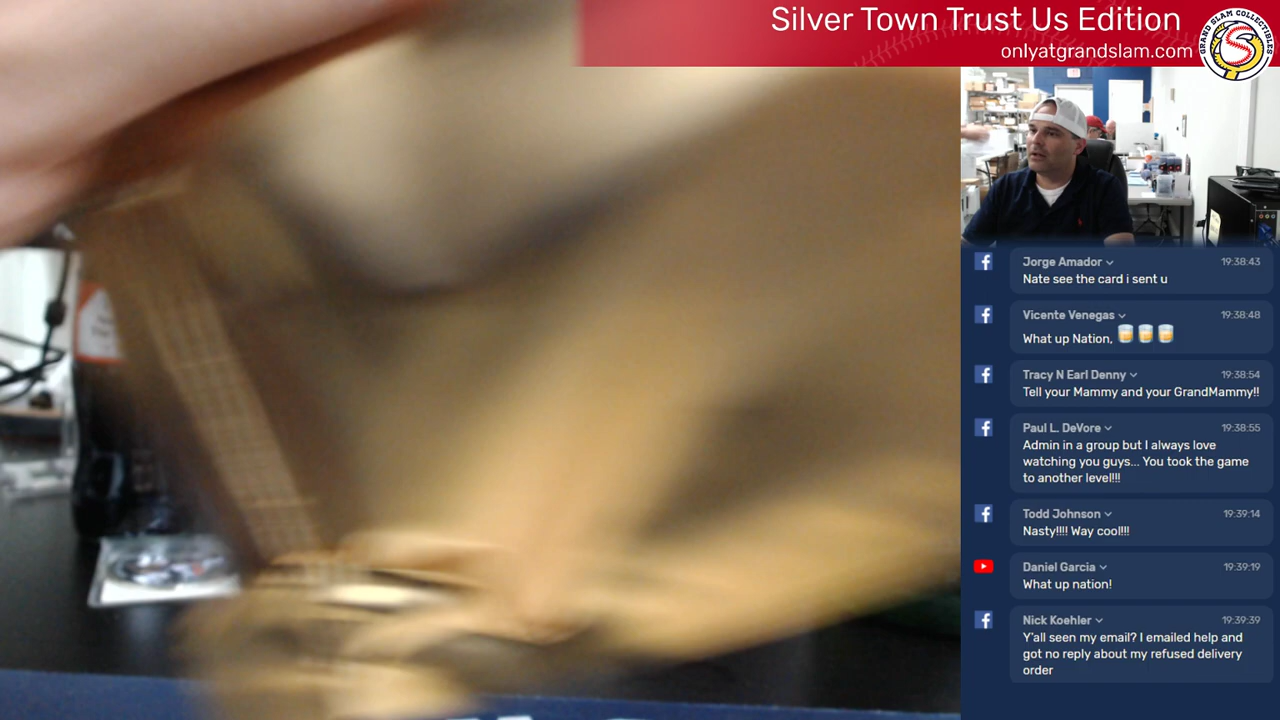 Silver Town Trust Us Edition
onlyatgrandslam.com
GRAND SLAM COLLECTIBLES
Jorge Amador 19:38:43
Nate see the card i sent u
Vicente Venegas 19:38:48
What up Nation, 🥃🥃🥃
Tracy N Earl Denny 19:38:54
Tell your Mammy and your GrandMammy!!
Paul L. DeVore 19:38:55
Admin in a group but I always love
watching you guys... You took the game
to another level!!!
Todd Johnson 19:39:14
Nasty!!!! Way cool!!!
Daniel Garcia 19:39:19
What up nation!
Nick Koehler 19:39:39
Y'all seen my email? I emailed help and
got no reply about my refused delivery
order